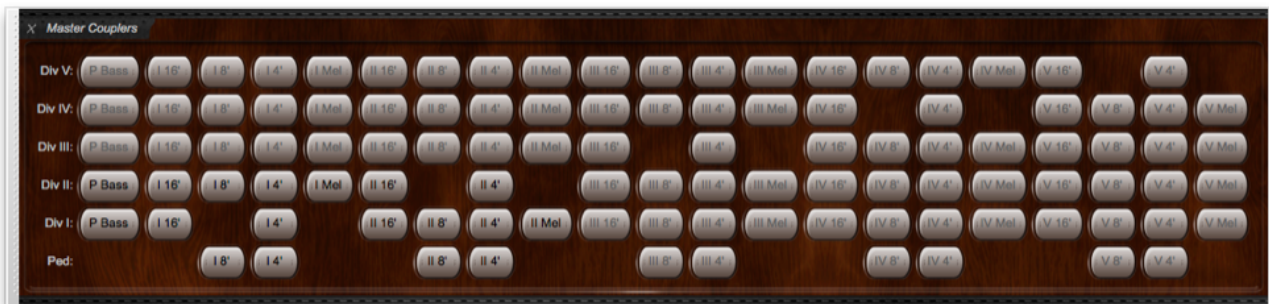 X Master Couplers
Div V: P Bass I 16' I 8' I 4' I Mel II 16' II 8' II 4' II Mel III 16' III 8' III 4' III Mel IV 16' IV 8' IV 4' IV Mel V 16' V 4'
Div IV: P Bass I 16' I 8' I 4' I Mel II 16' II 8' II 4' II Mel III 16' III 8' III 4' III Mel IV 16' IV 4' V 16' V 8' V 4' V Mel
Div III: P Bass I 16' I 8' I 4' I Mel II 16' II 8' II 4' II Mel III 16' III 4' IV 16' IV 8' IV 4' IV Mel V 16' V 8' V 4' V Mel
Div II: P Bass I 16' I 8' I 4' I Mel II 16' II 4' III 16' III 8' III 4' III Mel IV 16' IV 8' IV 4' IV Mel V 16' V 8' V 4' V Mel
Div I: P Bass I 16' I 4' II 16' II 8' II 4' II Mel III 16' III 8' III 4' III Mel IV 16' IV 8' IV 4' IV Mel V 16' V 8' V 4' V Mel
Ped: I 8' I 4' II 8' II 4' III 8' III 4' IV 8' IV 4' V 8' V 4'